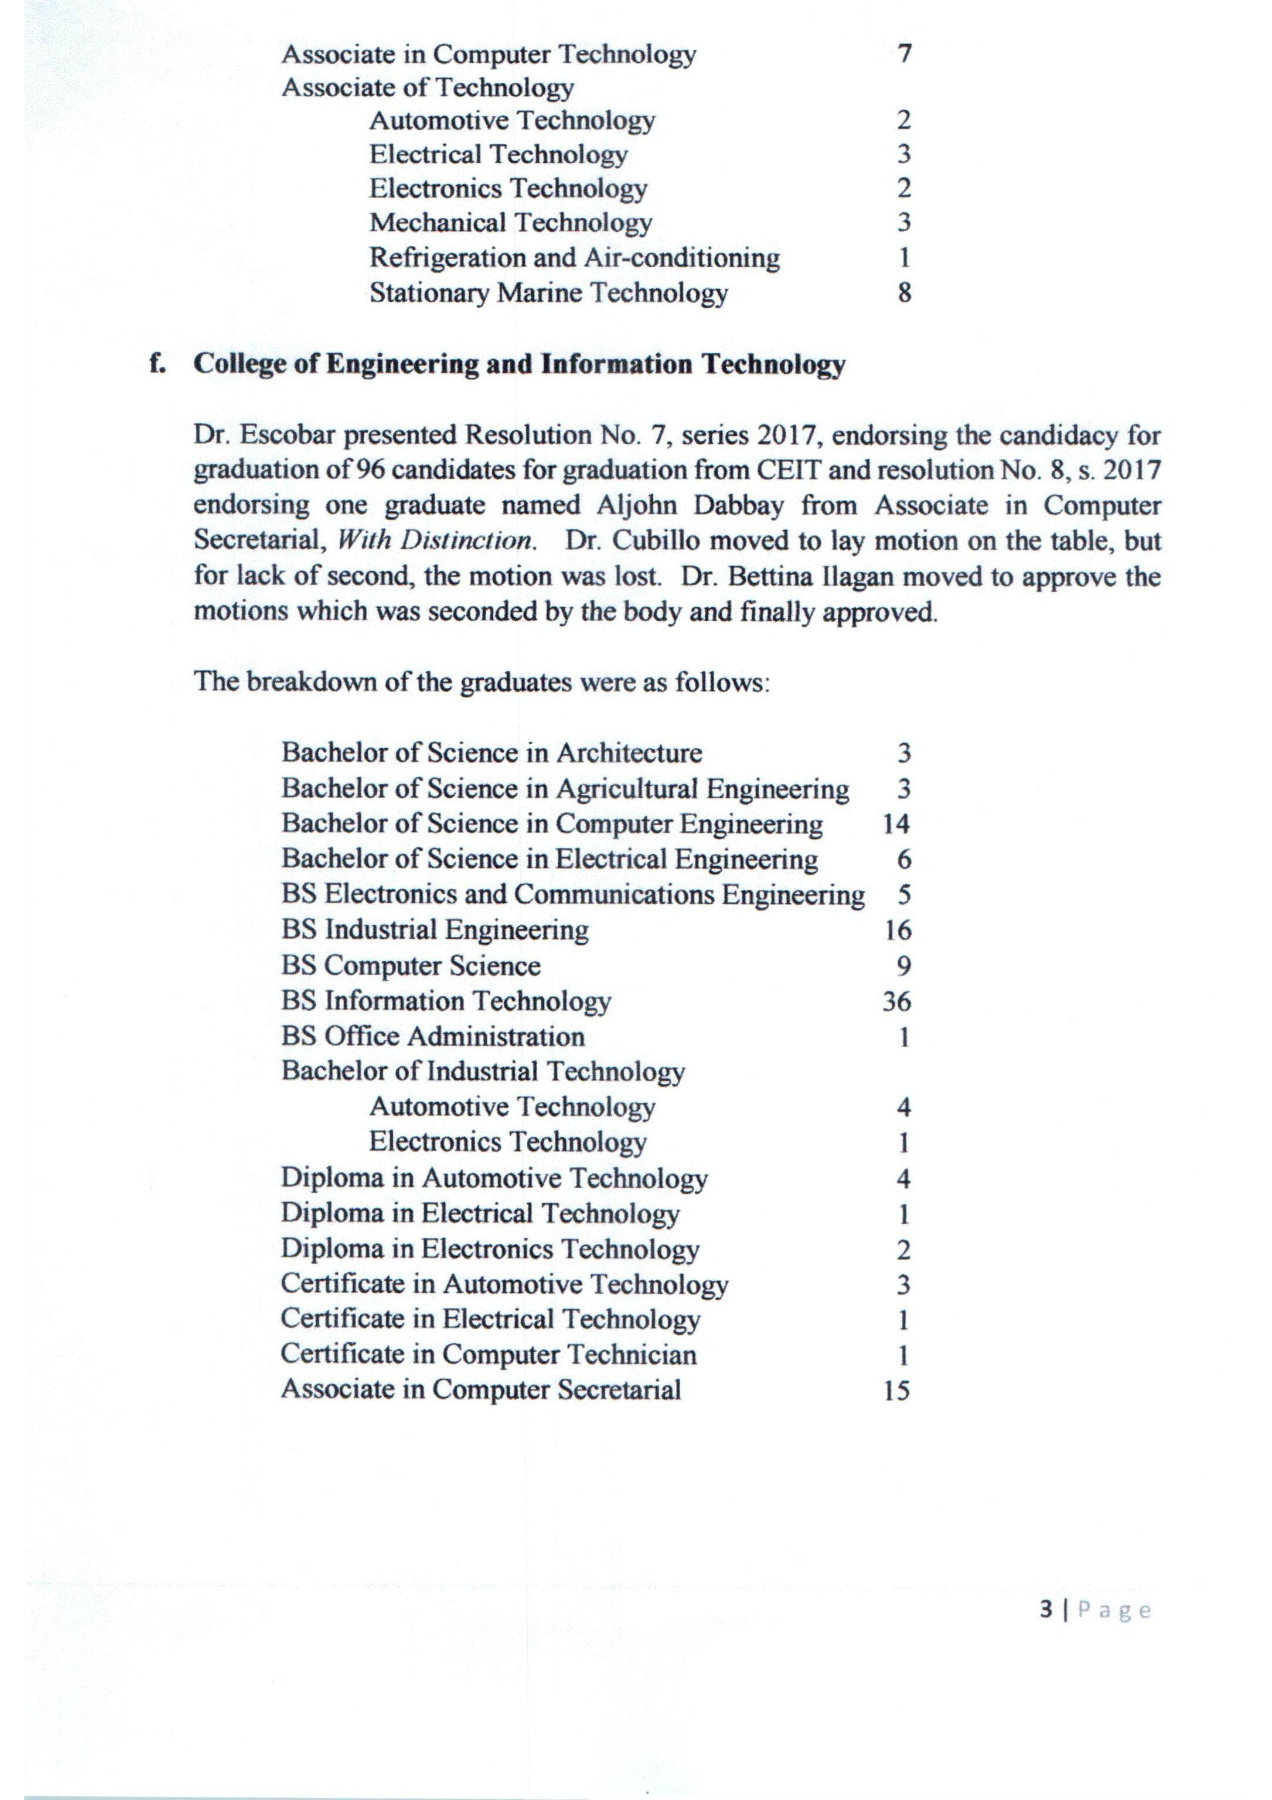 Associate in Computer Technology 7
Associate of Technology
Automotive Technology 2
Electrical Technology 3
Electronics Technology 2
Mechanical Technology 3
Refrigeration and Air-conditioning 1
Stationary Marine Technology 8
f. College of Engineering and Information Technology
Dr. Escobar presented Resolution No. 7, series 2017, endorsing the candidacy for
graduation of 96 candidates for graduation from CEIT and resolution No. 8, s. 2017
endorsing one graduate named Aljohn Dabbay from Associate in Computer
Secretarial, With Distinction. Dr. Cubillo moved to lay motion on the table, but
for lack of second, the motion was lost. Dr. Bettina Ilagan moved to approve the
motions which was seconded by the body and finally approved.
The breakdown of the graduates were as follows:
Bachelor of Science in Architecture 3
Bachelor of Science in Agricultural Engineering 3
Bachelor of Science in Computer Engineering 14
Bachelor of Science in Electrical Engineering 6
BS Electronics and Communications Engineering 5
BS Industrial Engineering 16
BS Computer Science 9
BS Information Technology 36
BS Office Administration 1
Bachelor of Industrial Technology
Automotive Technology 4
Electronics Technology 1
Diploma in Automotive Technology 4
Diploma in Electrical Technology 1
Diploma in Electronics Technology 2
Certificate in Automotive Technology 3
Certificate in Electrical Technology 1
Certificate in Computer Technician 1
Associate in Computer Secretarial 15
3 | Page